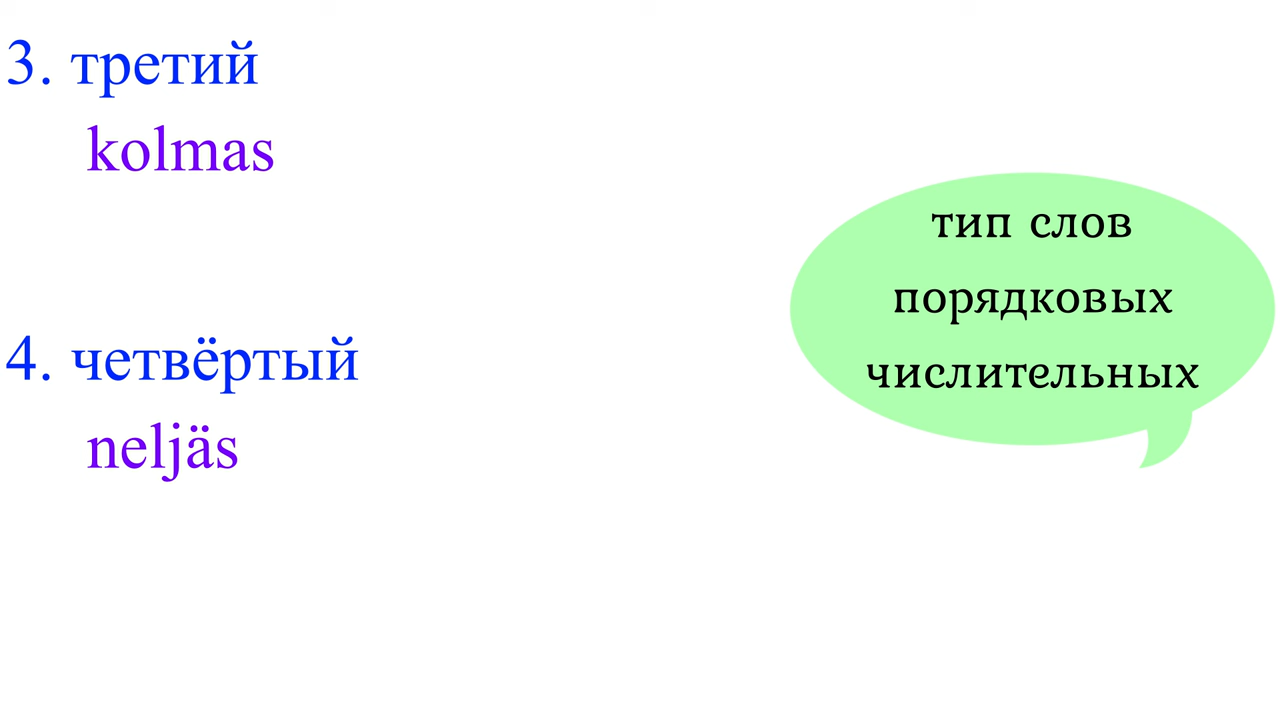 3. третий
kolmas
4. четвёртый
neljäs
тип слов
порядковых
числительных